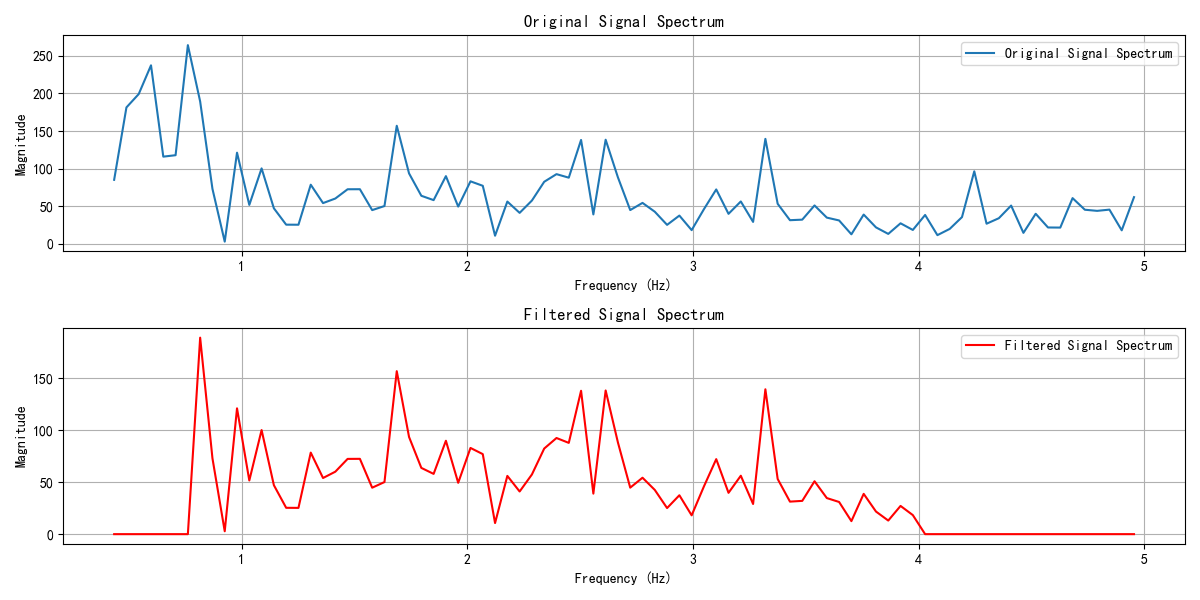 Original Signal Spectrum
Original Signal Spectrum
Magnitude
250
200
150
100
50
0
1
2
3
4
5
Frequency (Hz)
Filtered Signal Spectrum
Filtered Signal Spectrum
Magnitude
150
100
50
0
1
2
3
4
5
Frequency (Hz)